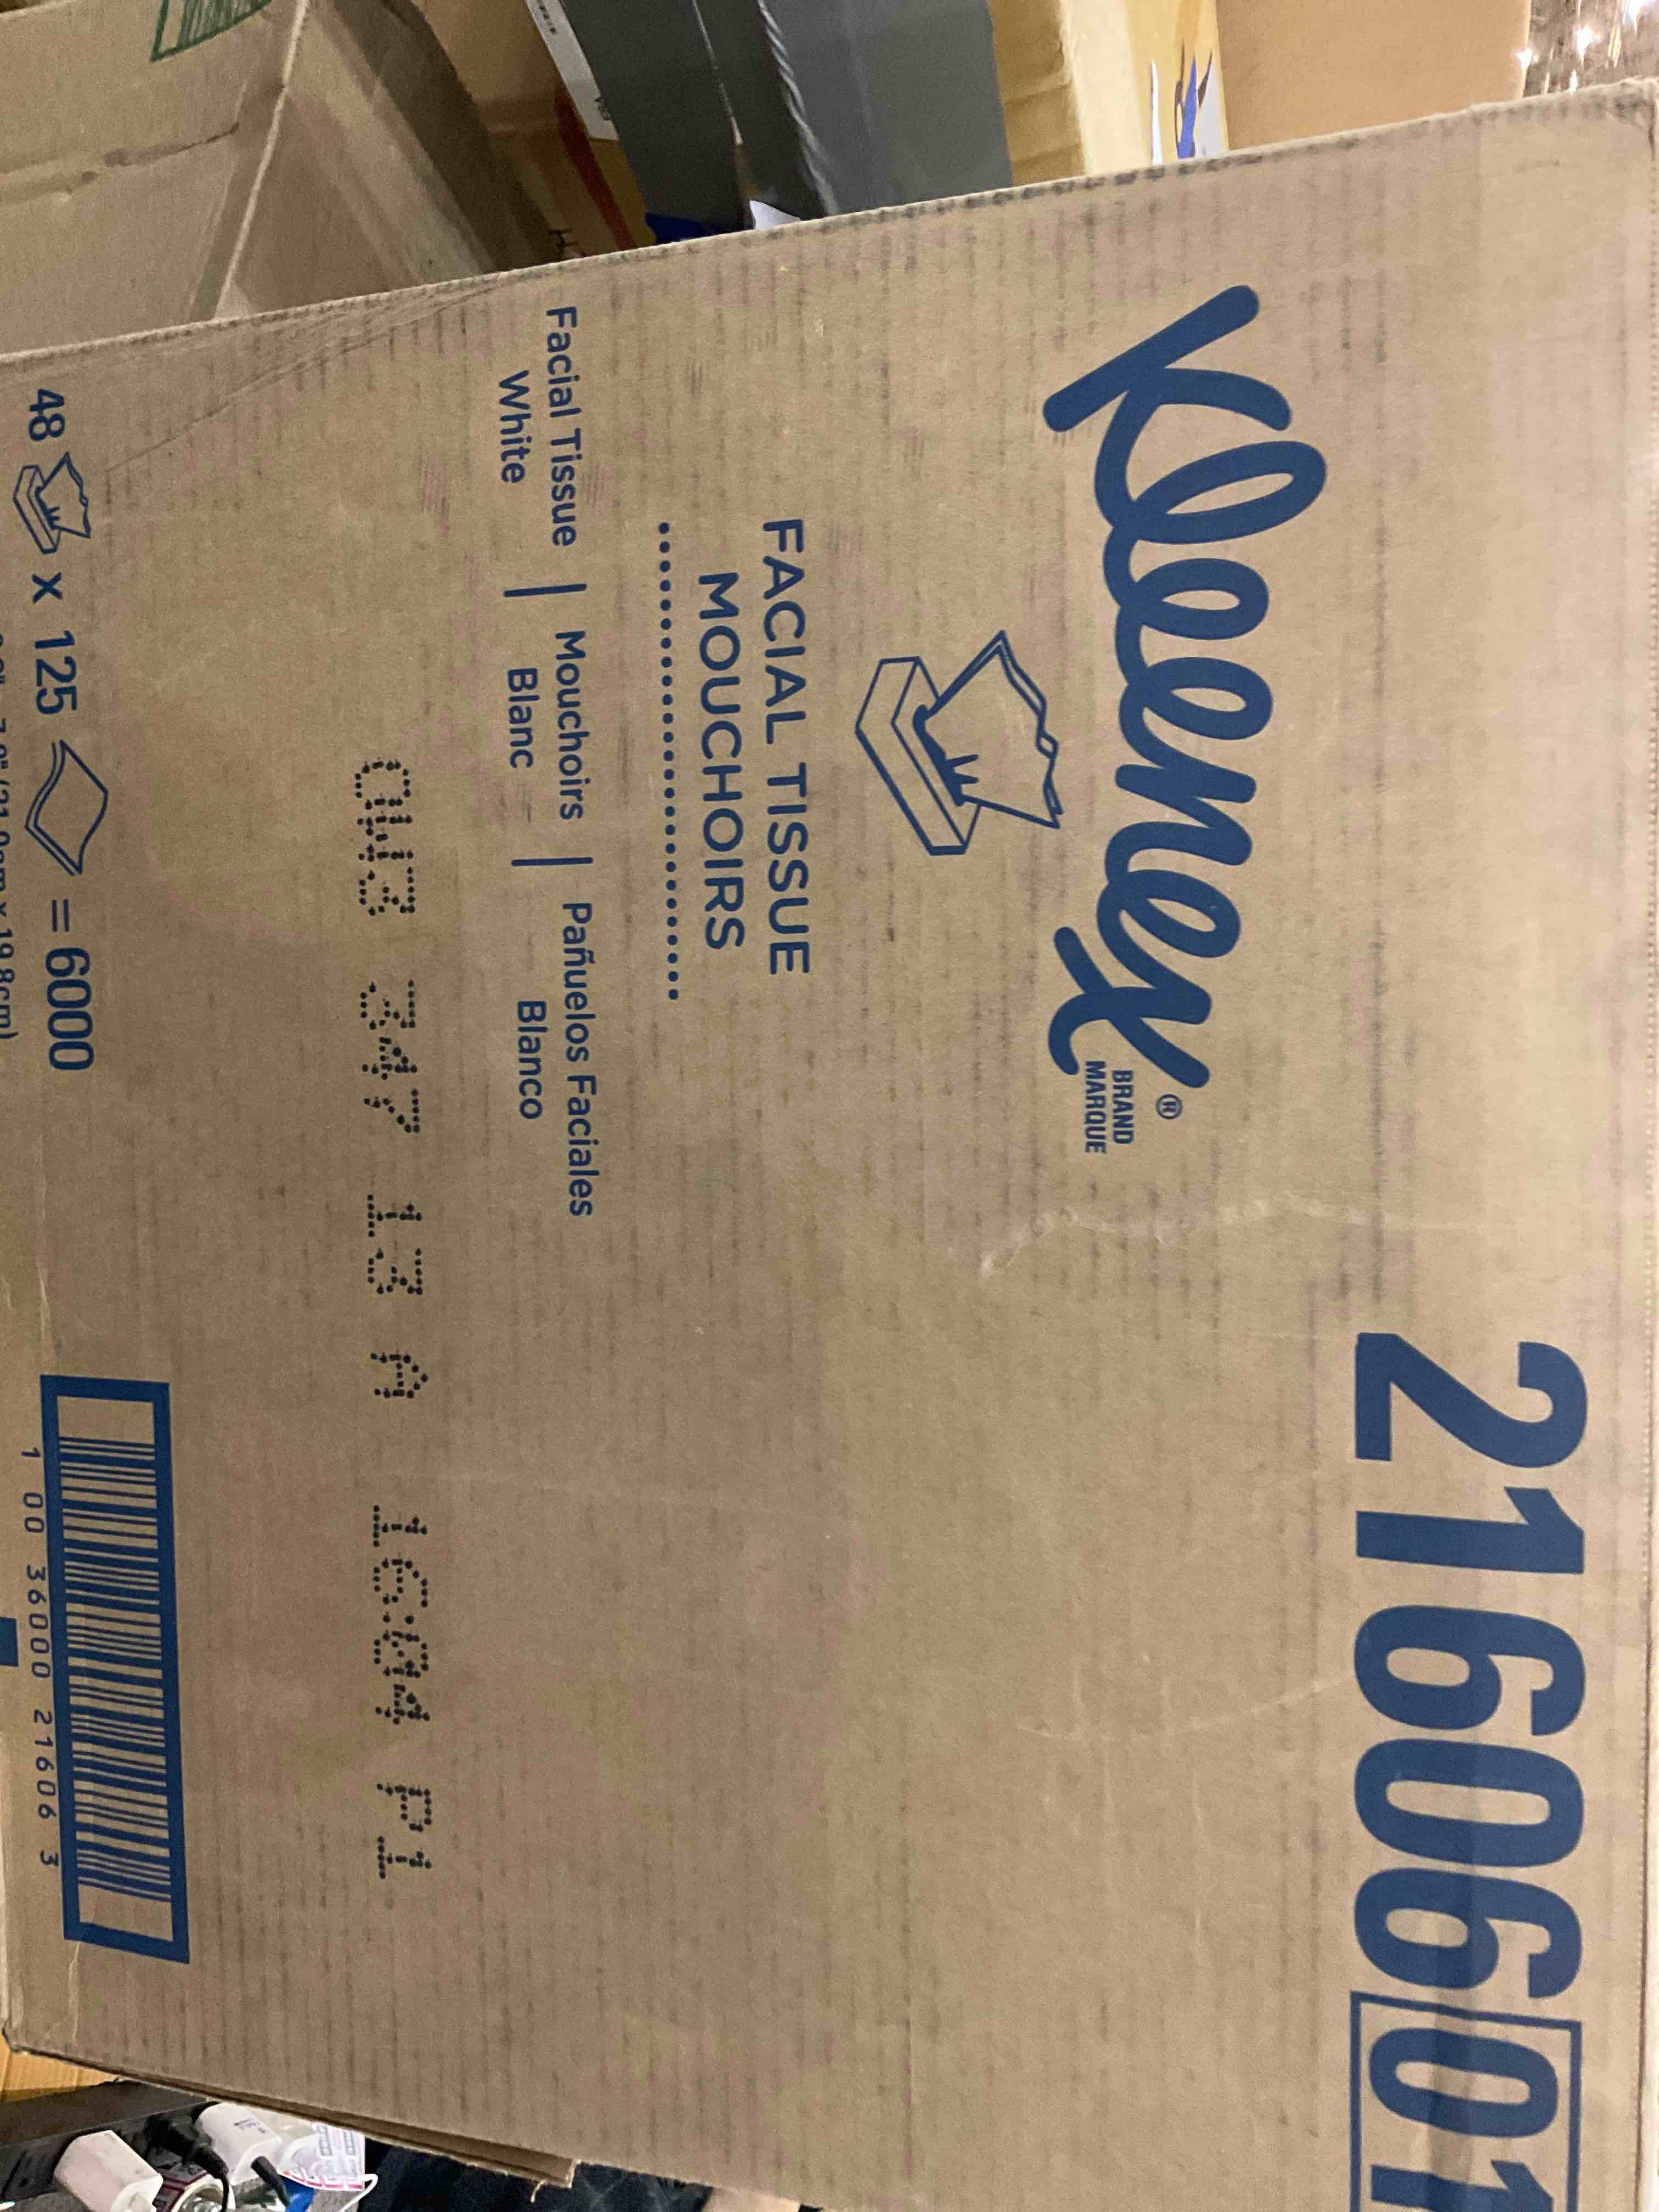 21606 01
Kleenex®
BRAND
MARQUE
FACIAL TISSUE
MOUCHOIRS
Facial Tissue | Mouchoirs | Pañuelos Faciales
White | Blanc | Blanco
347 13 A 16:04 P1
48 x 125 = 6000
1 00 36000 21606 3